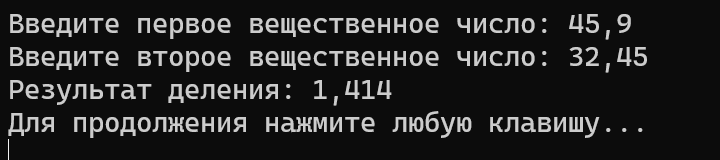 Введите первое вещественное число: 45,9
Введите второе вещественное число: 32,45
Результат деления: 1,414
Для продолжения нажмите любую клавишу...